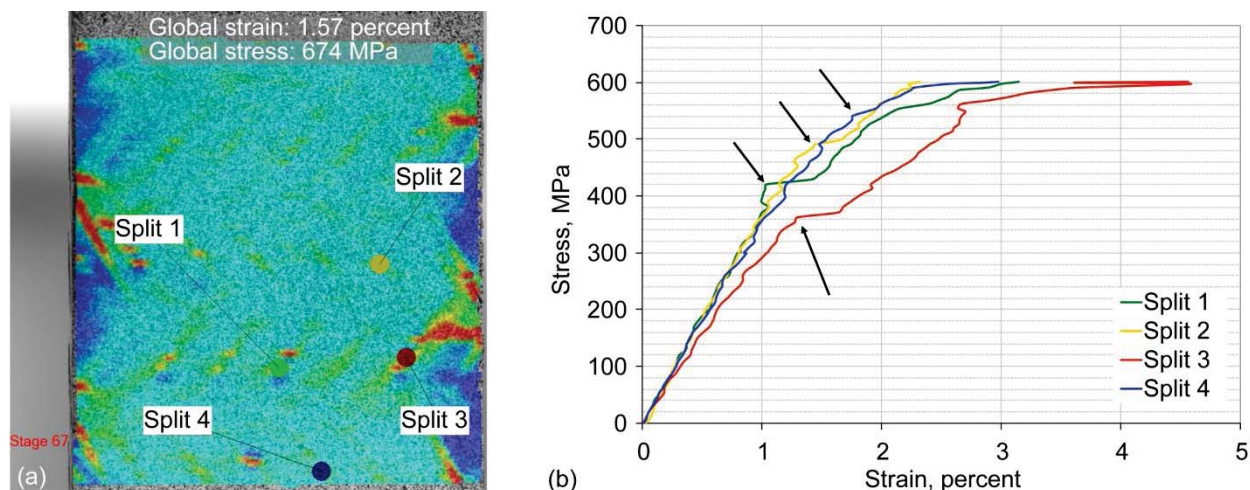 Global strain: 1.57 percent
Global stress: 674 MPa
Split 2
Split 1
Split 4
Split 3
Stage 67
(a)
700
600
500
400
300
200
100
0
Stress, MPa
0 1 2 3 4 5
Strain, percent
Split 1
Split 2
Split 3
Split 4
(b)